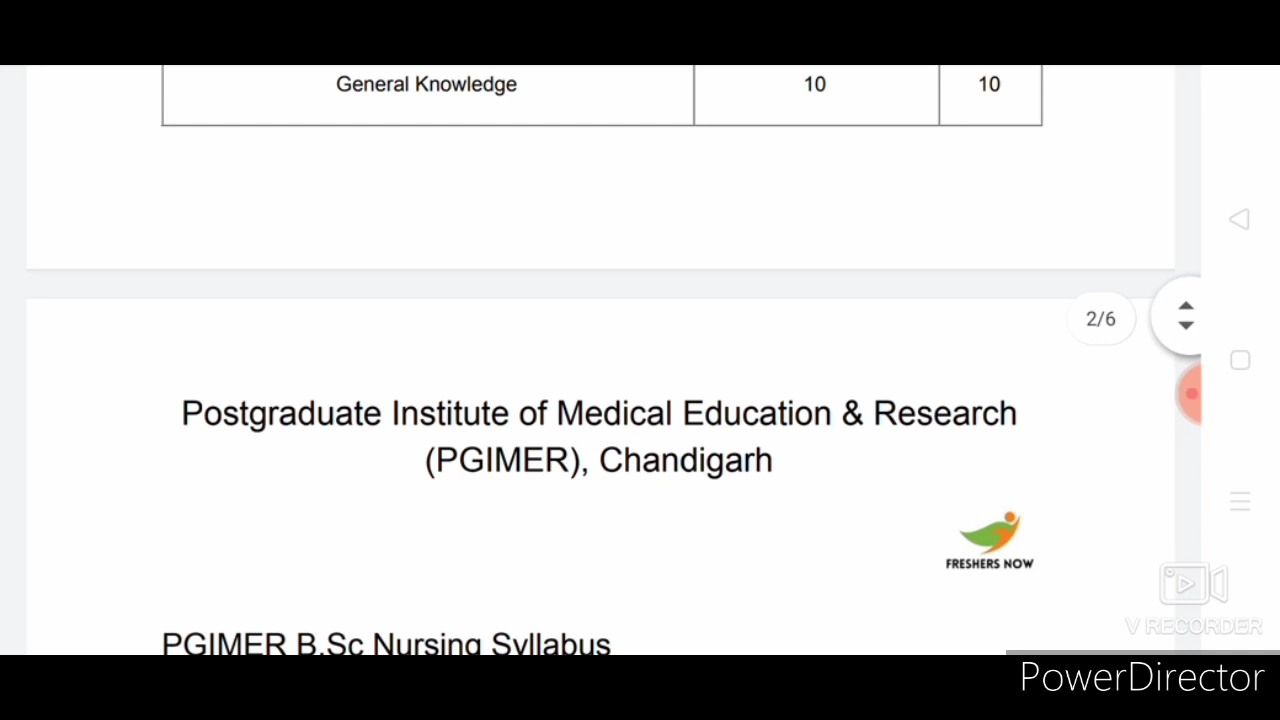 General Knowledge 10 10
2/6
Postgraduate Institute of Medical Education & Research
(PGIMER), Chandigarh
FRESHERS NOW
PGIMER B.Sc Nursing Syllabus
V RECORDER
PowerDirector